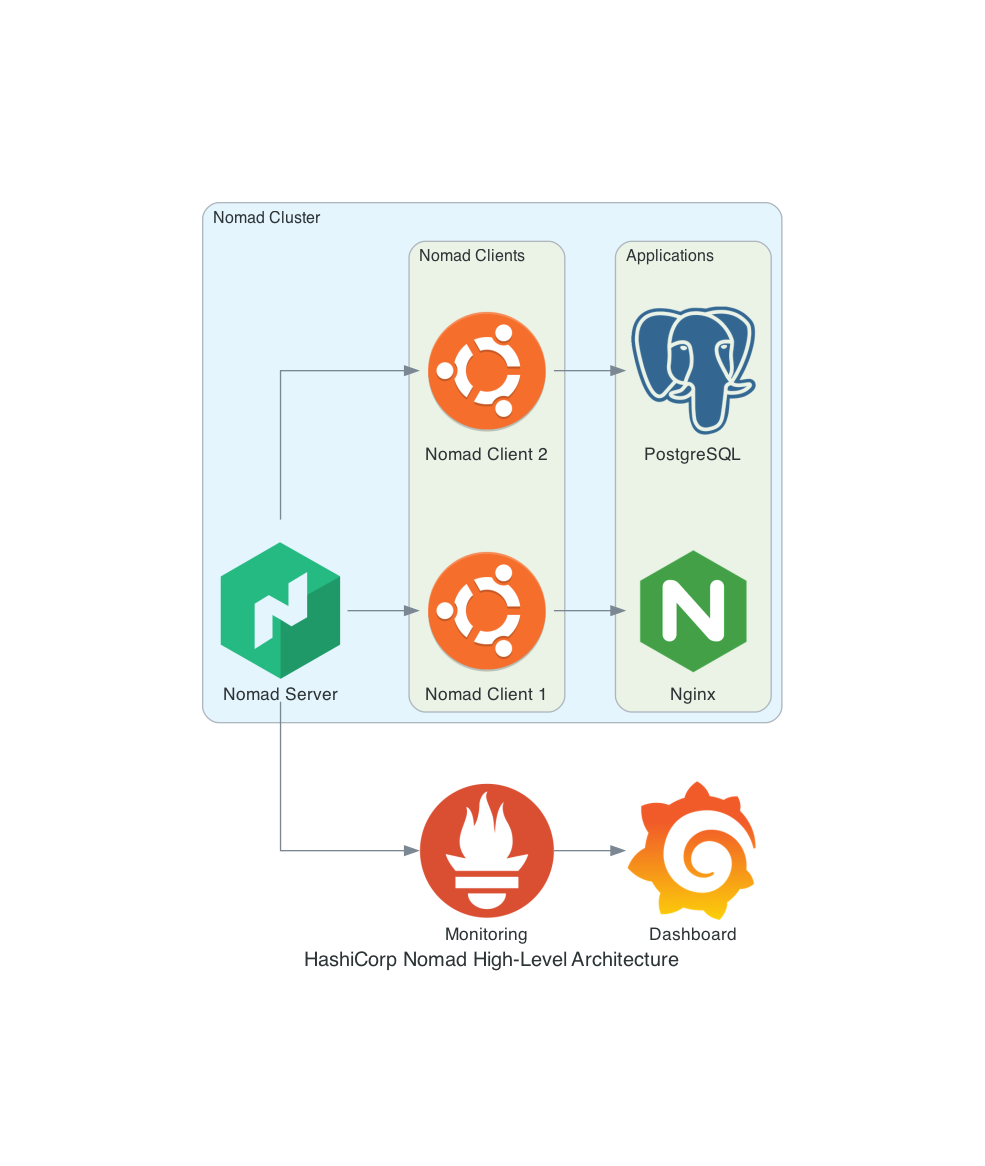 Nomad Cluster
Nomad Clients
Applications
Nomad Client 2
PostgreSQL
Nomad Server
Nomad Client 1
Nginx
Monitoring
Dashboard
HashiCorp Nomad High-Level Architecture